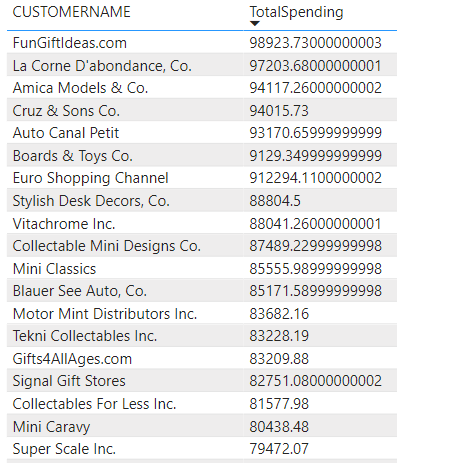 CUSTOMERNAME TotalSpending
FunGiftIdeas.com 98923.73000000003
La Corne D'abondance, Co. 97203.68000000001
Amica Models & Co. 94117.26000000002
Cruz & Sons Co. 94015.73
Auto Canal Petit 93170.65999999999
Boards & Toys Co. 9129.349999999999
Euro Shopping Channel 912294.1100000002
Stylish Desk Decors, Co. 88804.5
Vitachrome Inc. 88041.26000000001
Collectable Mini Designs Co. 87489.22999999998
Mini Classics 85555.98999999998
Blauer See Auto, Co. 85171.58999999998
Motor Mint Distributors Inc. 83682.16
Tekni Collectables Inc. 83228.19
Gifts4AllAges.com 83209.88
Signal Gift Stores 82751.08000000002
Collectables For Less Inc. 81577.98
Mini Caravy 80438.48
Super Scale Inc. 79472.07